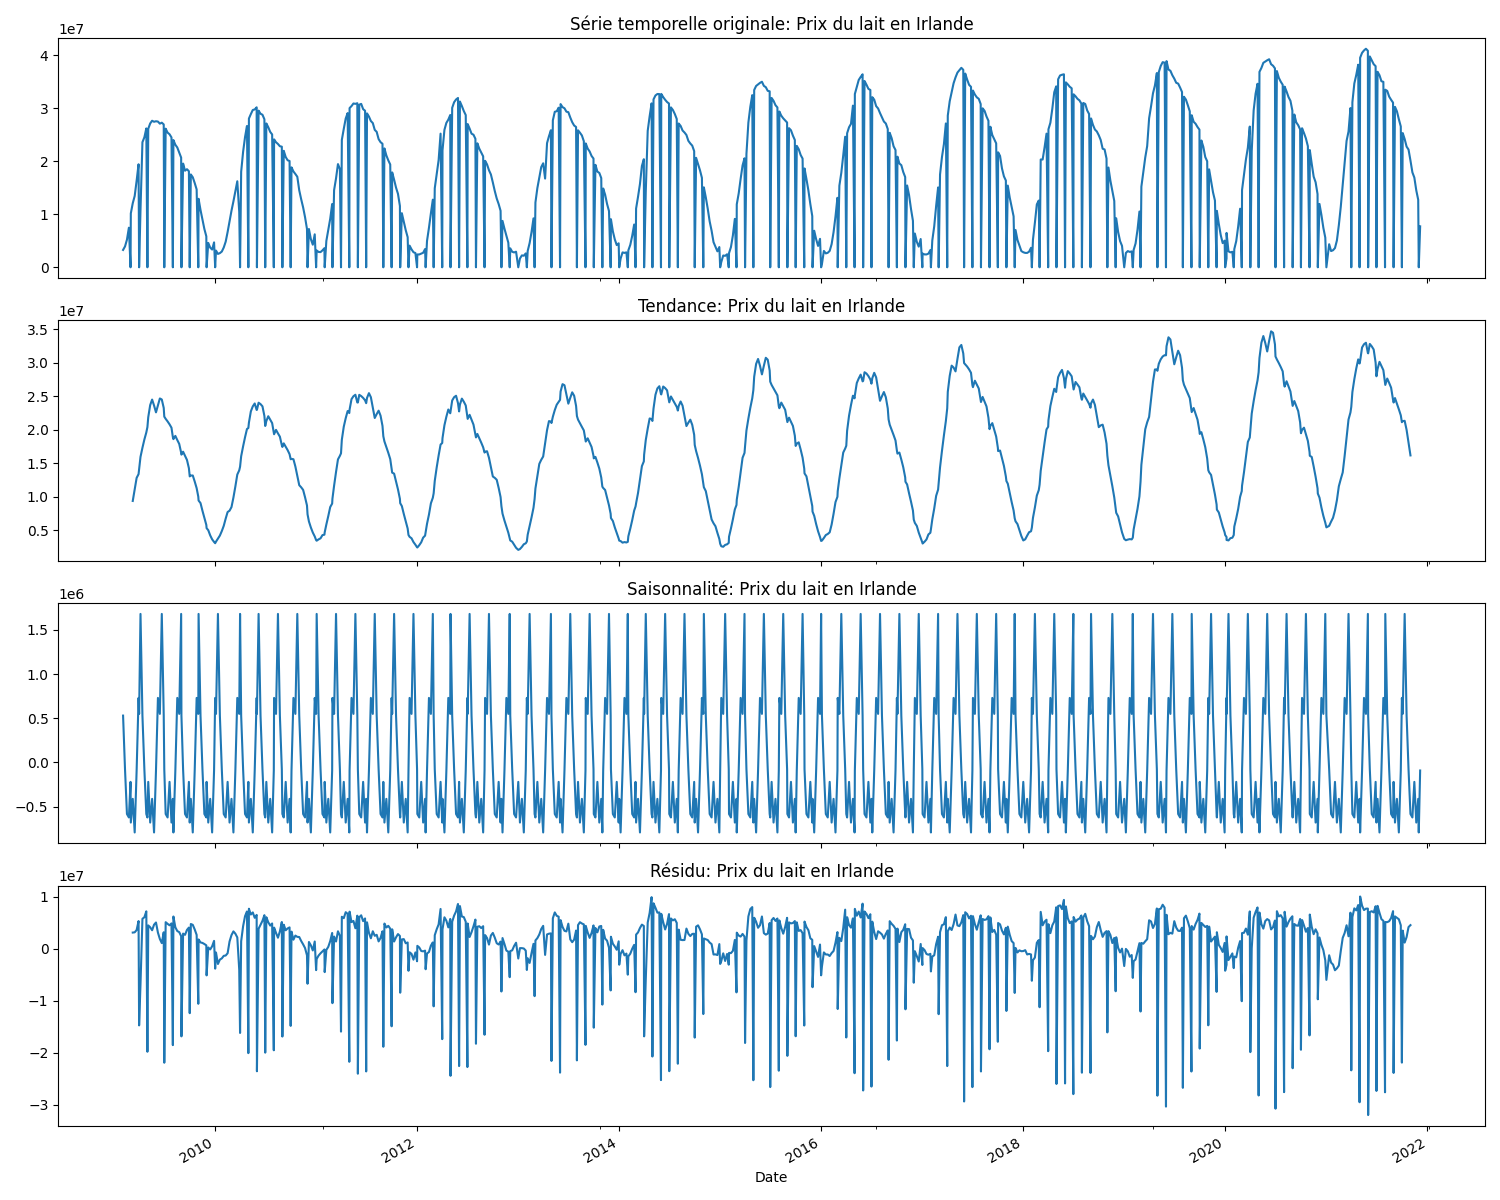 Série temporelle originale: Prix du lait en Irlande
1e7
4
3
2
1
0
Tendance: Prix du lait en Irlande
1e7
3.5
3.0
2.5
2.0
1.5
1.0
0.5
Saisonnalité: Prix du lait en Irlande
1e6
1.5
1.0
0.5
0.0
−0.5
Résidu: Prix du lait en Irlande
1e7
1
0
−1
−2
−3
2010 2012 2014 2016 2018 2020 2022
Date